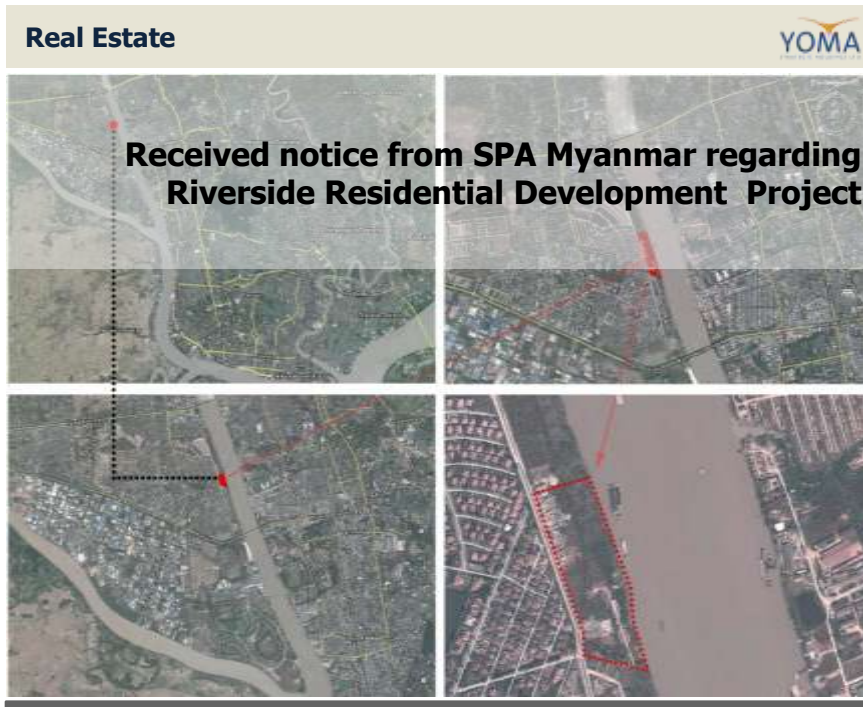 Real Estate
YOMA
Received notice from SPA Myanmar regarding
Riverside Residential Development Project